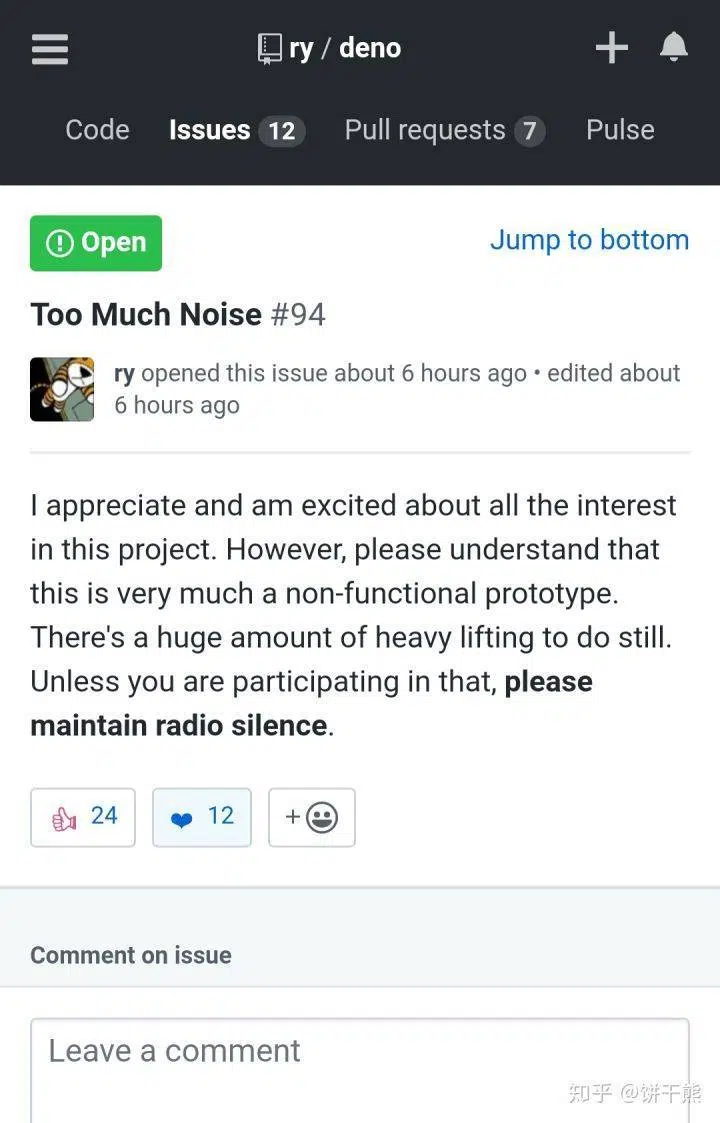 ry / deno
Code Issues 12 Pull requests 7 Pulse
Open Jump to bottom
Too Much Noise #94
ry opened this issue about 6 hours ago • edited about
6 hours ago
I appreciate and am excited about all the interest
in this project. However, please understand that
this is very much a non-functional prototype.
There's a huge amount of heavy lifting to do still.
Unless you are participating in that, please
maintain radio silence.
24 12 +
Comment on issue
Leave a comment
知乎 @饼干熊